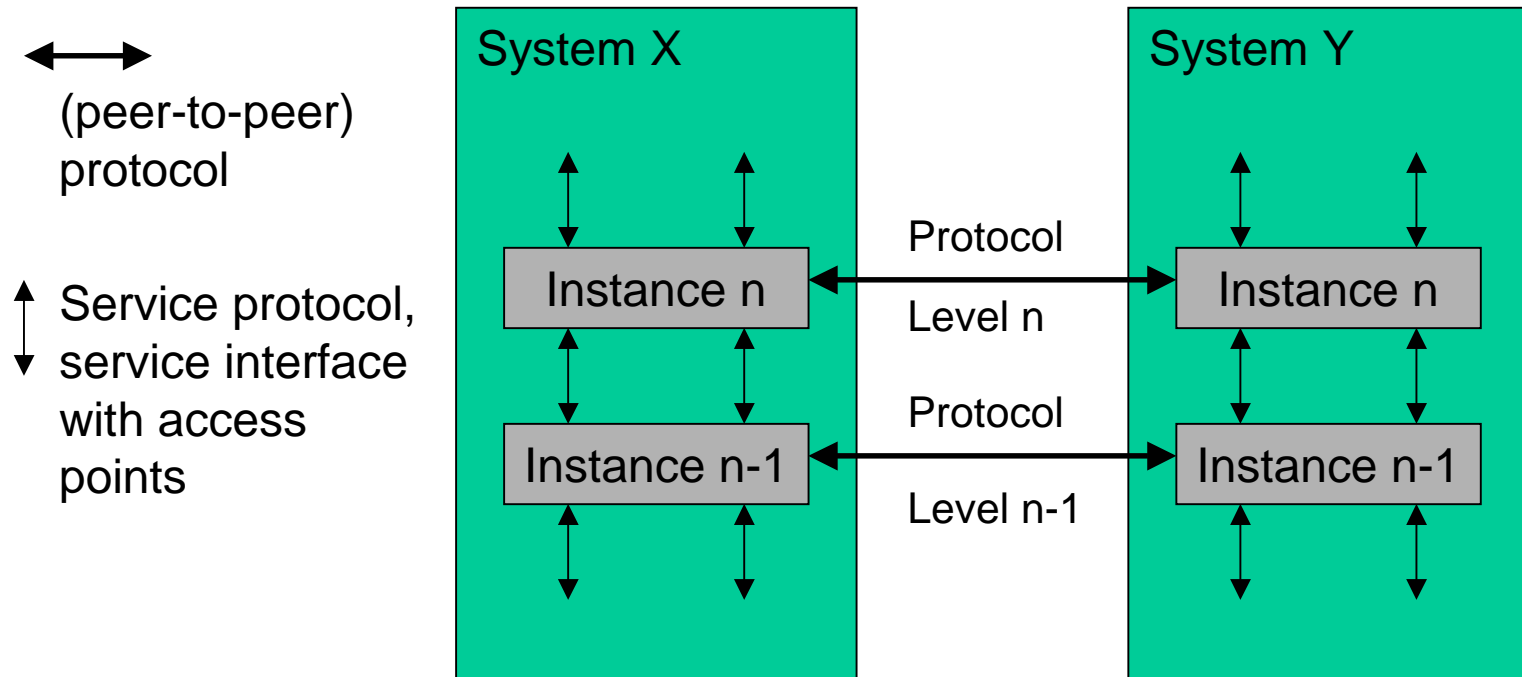 (peer-to-peer)
protocol
Service protocol,
service interface
with access
points
System X
Instance n
Instance n-1
Protocol
Level n
Protocol
Level n-1
System Y
Instance n
Instance n-1